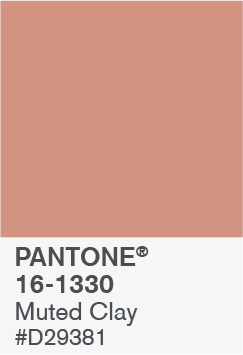 PANTONE®
16-1330
Muted Clay
#D29381